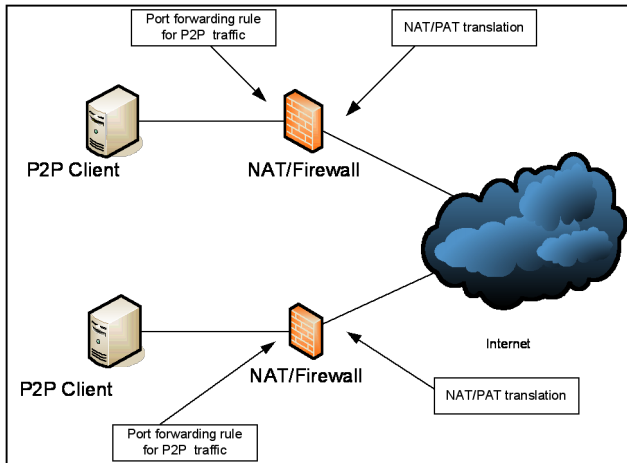 Port forwarding rule
for P2P traffic
NAT/PAT translation
P2P Client
NAT/Firewall
Internet
P2P Client
NAT/Firewall
NAT/PAT translation
Port forwarding rule
for P2P traffic